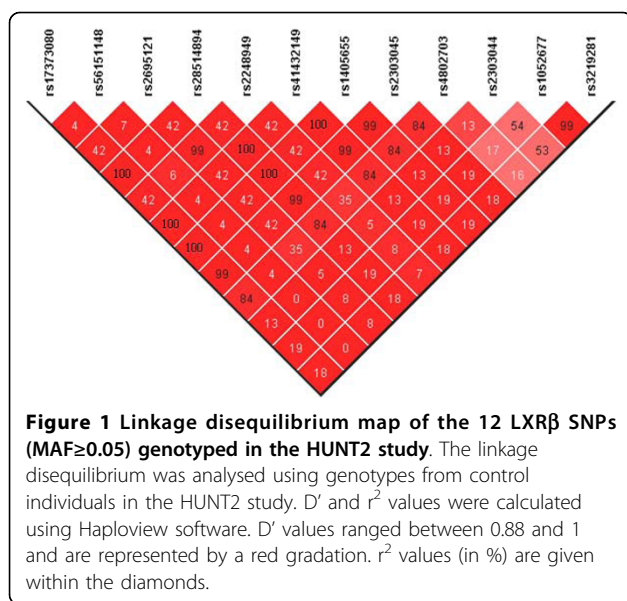 rs17373080 rs56151148 rs2695121 rs28514894 rs2248949 rs41432149 rs1405655 rs2303045 rs4802703 rs2303044 rs1052677 rs3219281
4 7 42 42 42 100 99 84 13 54 99
42 4 99 100 42 99 84 13 17 53
100 6 42 100 42 84 13 19 16
42 4 42 99 35 13 19 18
100 4 42 84 5 19 19
100 4 35 13 8 18
99 4 5 19 7
84 0 8 18
13 0 8
19 0
18
Figure 1 Linkage disequilibrium map of the 12 LXRβ SNPs
(MAF≥0.05) genotyped in the HUNT2 study. The linkage
disequilibrium was analysed using genotypes from control
individuals in the HUNT2 study. D’ and r² values were calculated
using Haploview software. D’ values ranged between 0.88 and 1
and are represented by a red gradation. r² values (in %) are given
within the diamonds.